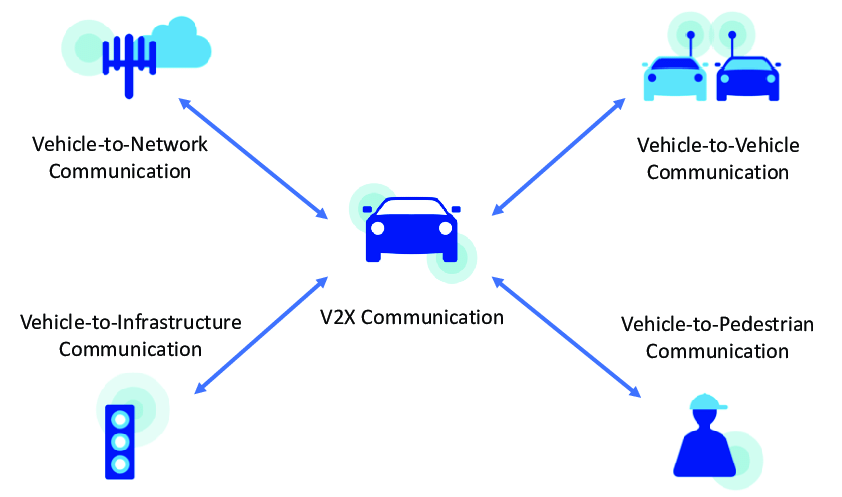 Vehicle-to-Network
Communication
Vehicle-to-Vehicle
Communication
V2X Communication
Vehicle-to-Infrastructure
Communication
Vehicle-to-Pedestrian
Communication